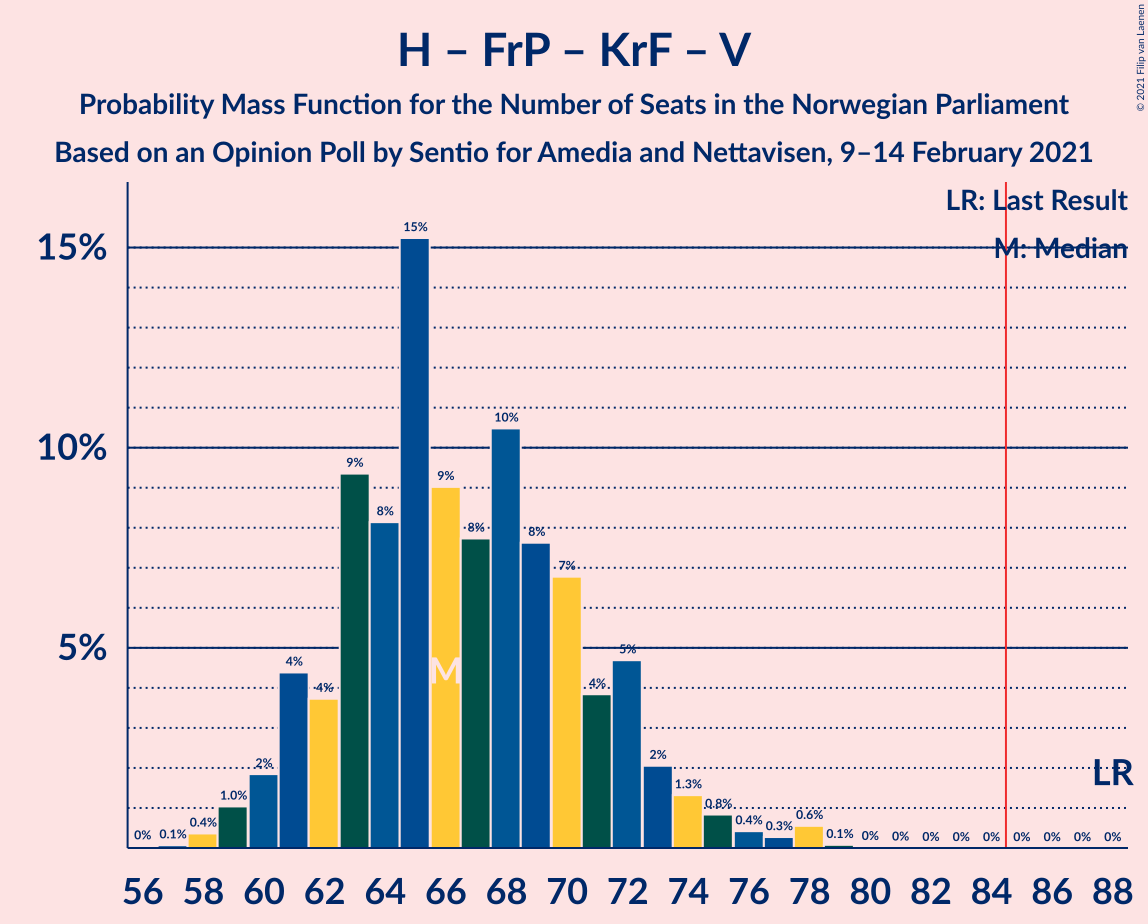 H – FrP – KrF – V
Probability Mass Function for the Number of Seats in the Norwegian Parliament
Based on an Opinion Poll by Sentio for Amedia and Nettavisen, 9–14 February 2021
© 2021 Filip van Laenen
LR: Last Result
M: Median
15%
10%
5%
0% 0.1% 0.4% 1.0% 2% 4% 4% 9% 8% 15% 9% 8% 10% 8% 7% 4% 5% 2% 1.3% 0.8% 0.4% 0.3% 0.6% 0.1% 0% 0% 0% 0% 0% 0% 0% 0% 0%
M
LR
56 58 60 62 64 66 68 70 72 74 76 78 80 82 84 86 88